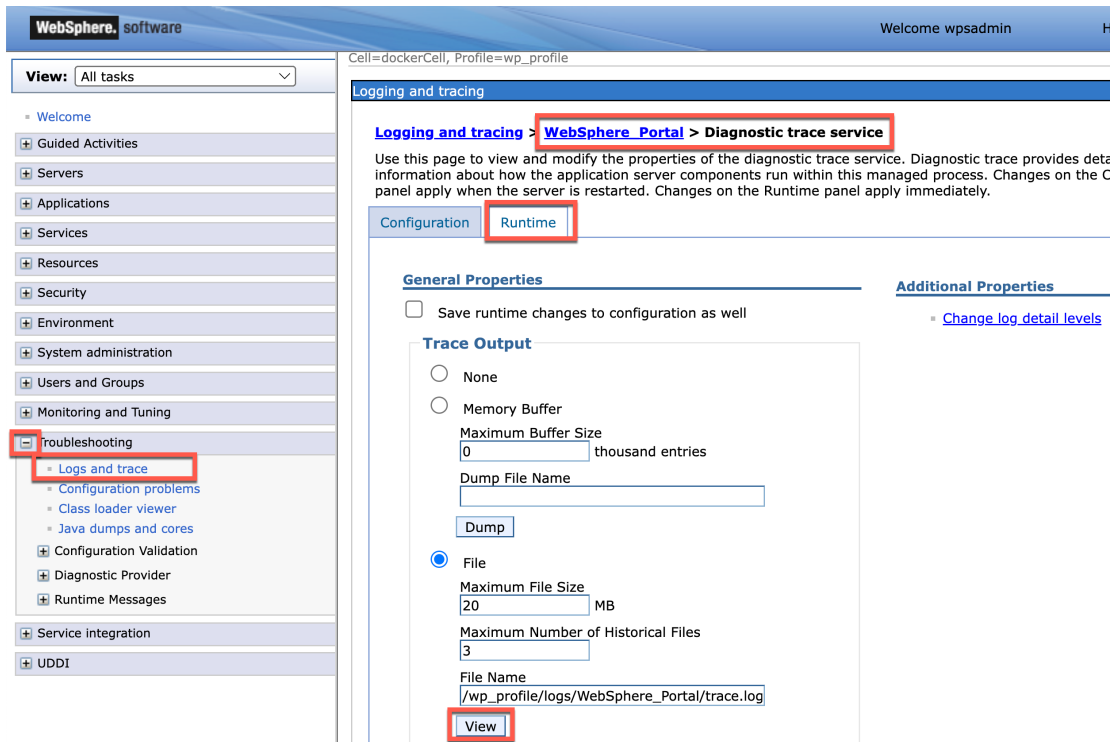 WebSphere. software
Welcome wpsadmin
H
View: All tasks
Welcome
Guided Activities
Servers
Applications
Services
Resources
Security
Environment
System administration
Users and Groups
Monitoring and Tuning
Troubleshooting
Logs and trace
Configuration problems
Class loader viewer
Java dumps and cores
Configuration Validation
Diagnostic Provider
Runtime Messages
Service integration
UDDI
Cell=dockerCell, Profile=wp_profile
Logging and tracing
Logging and tracing > WebSphere_Portal > Diagnostic trace service
Use this page to view and modify the properties of the diagnostic trace service. Diagnostic trace provides deta
information about how the application server components run within this managed process. Changes on the C
panel apply when the server is restarted. Changes on the Runtime panel apply immediately.
Configuration Runtime
General Properties
Save runtime changes to configuration as well
Trace Output
None
Memory Buffer
Maximum Buffer Size
0 thousand entries
Dump File Name
Dump
File
Maximum File Size
20 MB
Maximum Number of Historical Files
3
File Name
/wp_profile/logs/WebSphere_Portal/trace.log
View
Additional Properties
Change log detail levels